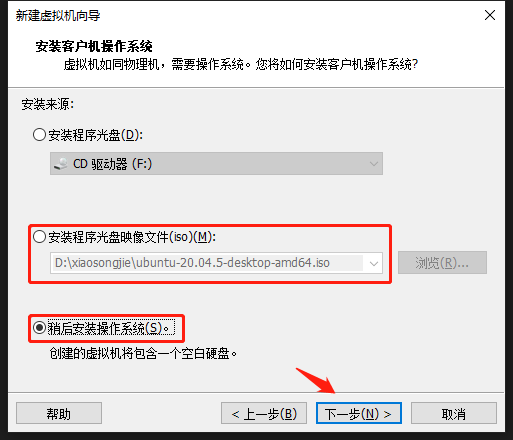 新建虚拟机向导
安装客户机操作系统
虚拟机如同物理机，需要操作系统。您将如何安装客户机操作系统?
安装来源:
安装程序光盘(D):
CD 驱动器 (F:)
安装程序光盘映像文件(iso)(M):
D:\xiaosongjie\ubuntu-20.04.5-desktop-amd64.iso
浏览(R)...
稍后安装操作系统(S)。
创建的虚拟机将包含一个空白硬盘。
帮助
< 上一步(B)
下一步(N) >
取消